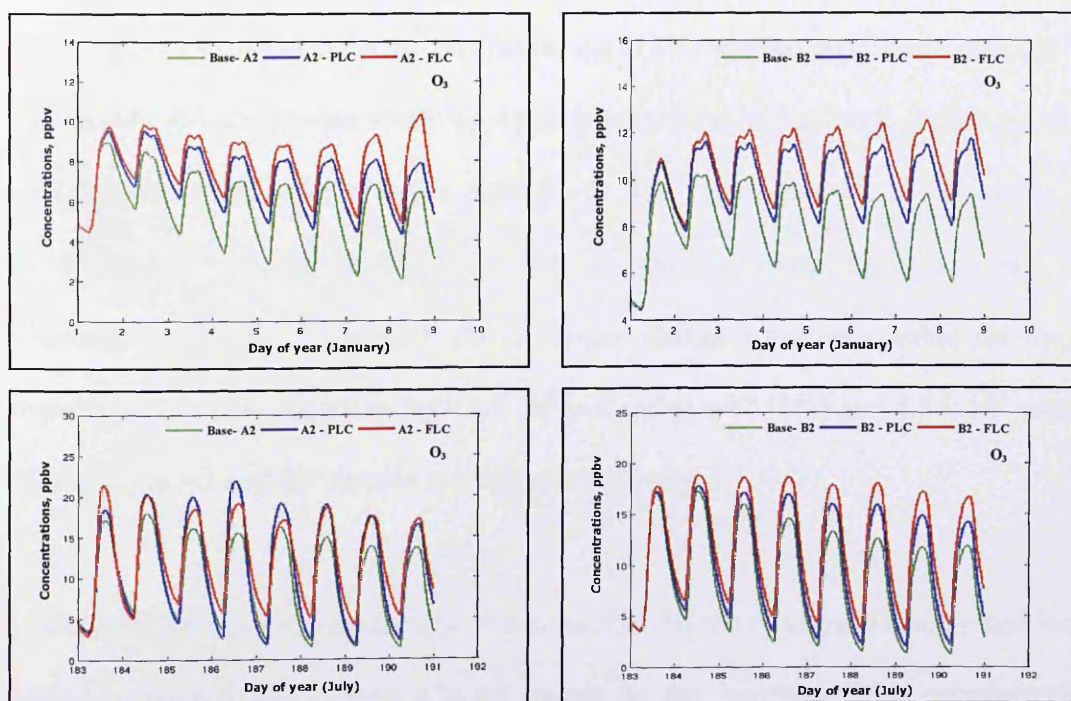 Base- A2 A2 - PLC A2 - FLC
O3
14
12
10
8
6
4
2
0
Concentrations, ppbv
1 2 3 4 5 6 7 8 9 10
Day of year (January)
Base- B2 B2 - PLC B2 - FLC
O3
16
14
12
10
8
6
4
Concentrations, ppbv
1 2 3 4 5 6 7 8 9 10
Day of year (January)
Base- A2 A2 - PLC A2 - FLC
O3
30
25
20
15
10
5
0
Concentrations, ppbv
183 184 185 186 187 188 189 190 191 192
Day of year (July)
Base- B2 B2 - PLC B2 - FLC
O3
25
20
15
10
5
0
Concentrations, ppbv
183 184 185 186 187 188 189 190 191 192
Day of year (July)